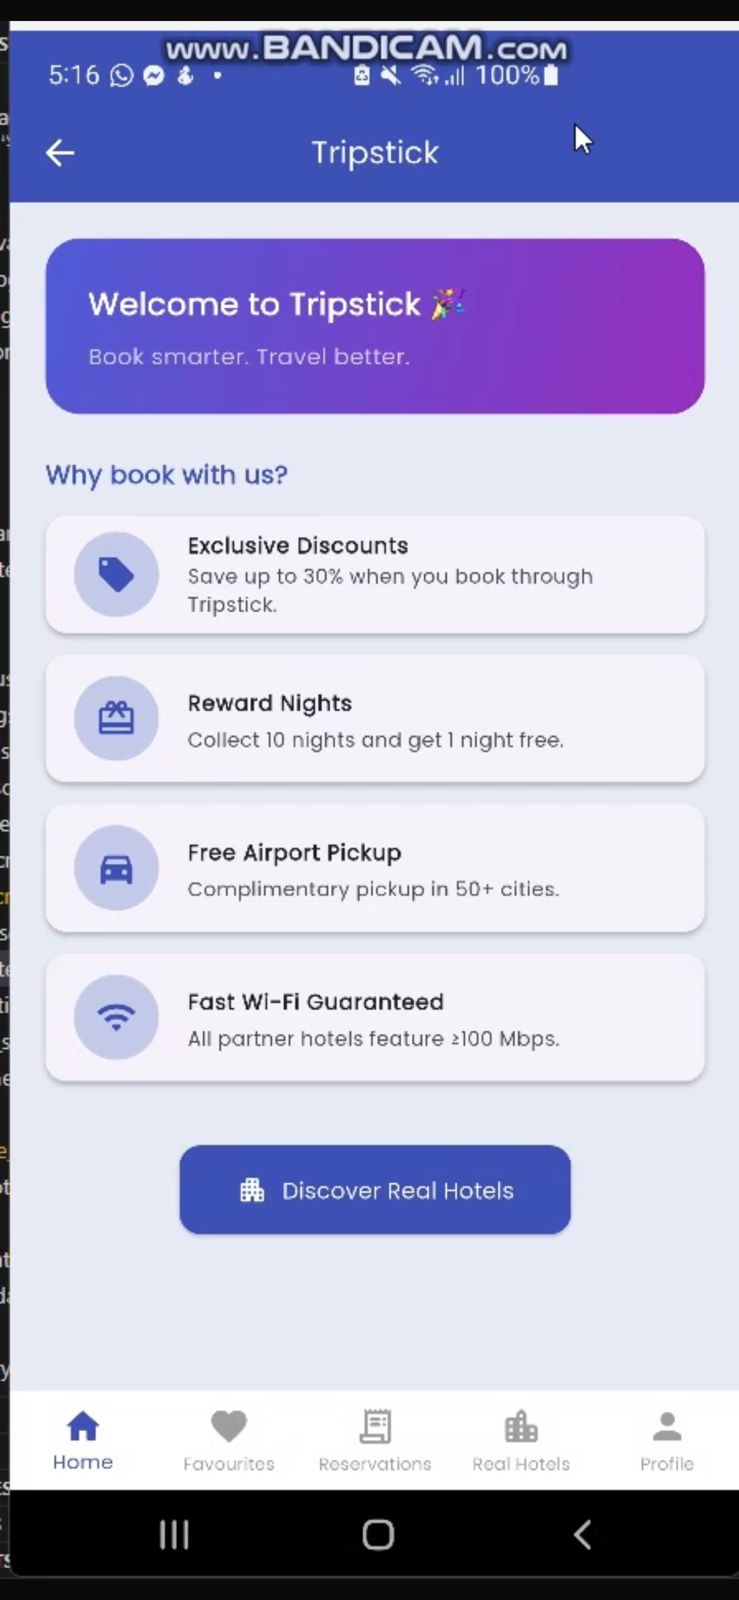 www.BANDICAM.com
5:16 100%
Tripstick
Welcome to Tripstick 🎉
Book smarter. Travel better.
Why book with us?
Exclusive Discounts
Save up to 30% when you book through
Tripstick.
Reward Nights
Collect 10 nights and get 1 night free.
Free Airport Pickup
Complimentary pickup in 50+ cities.
Fast Wi-Fi Guaranteed
All partner hotels feature ≥100 Mbps.
Discover Real Hotels
Home Favourites Reservations Real Hotels Profile